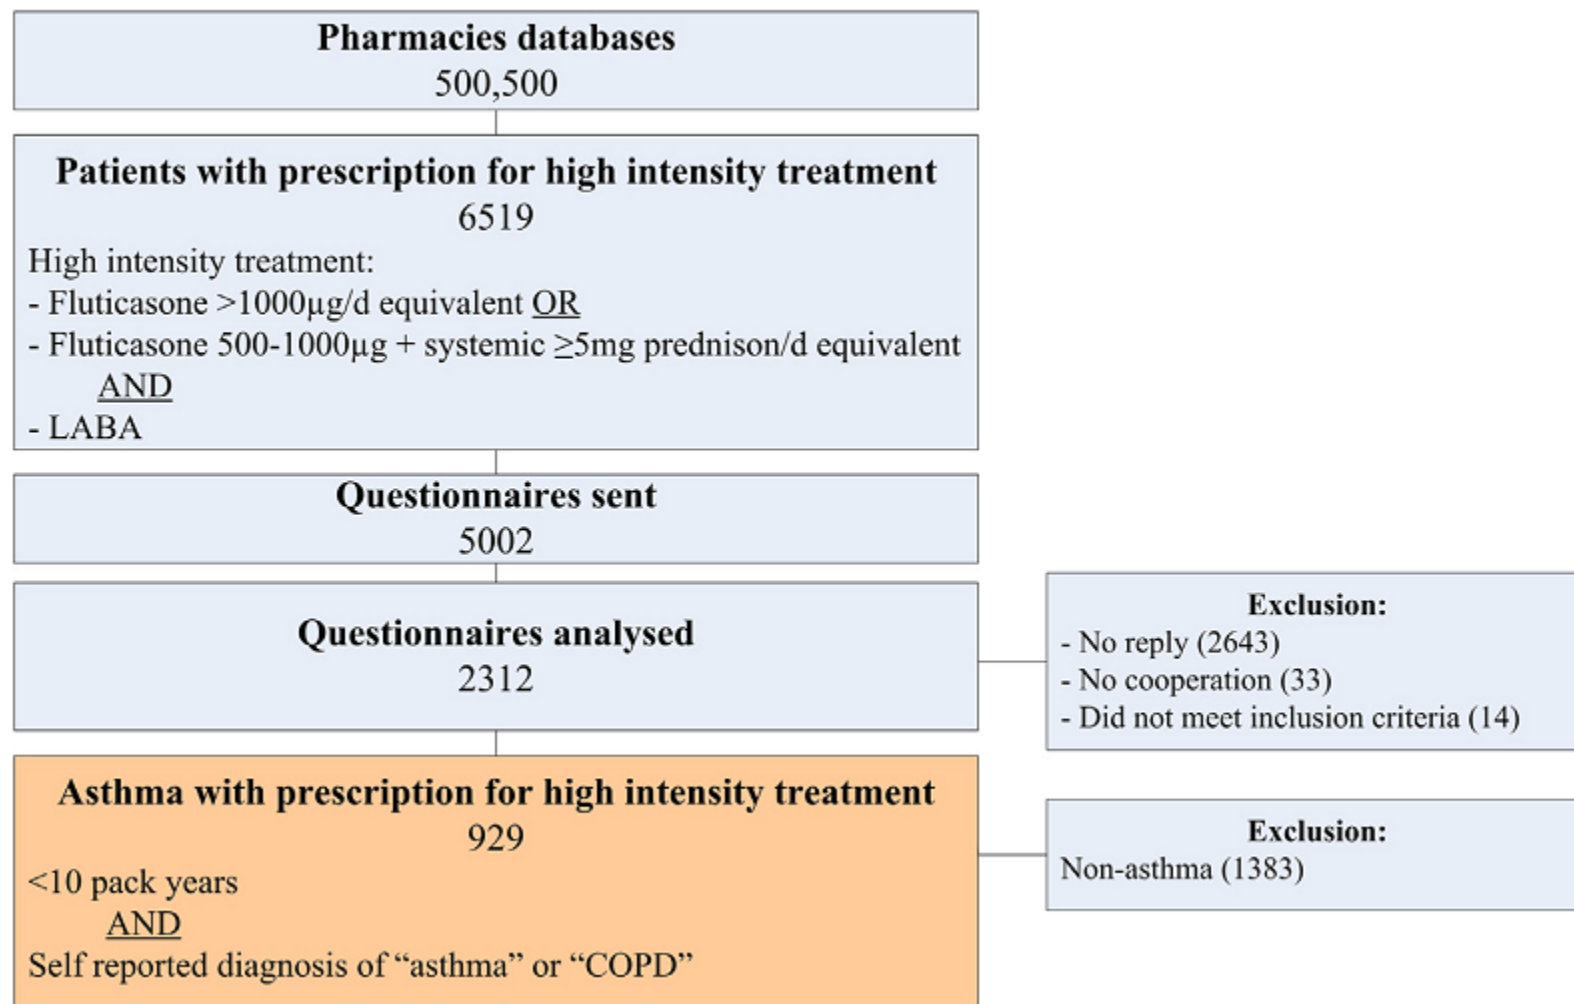 Pharmacies databases
500,500
Patients with prescription for high intensity treatment
6519
High intensity treatment:
- Fluticasone >1000µg/d equivalent OR
- Fluticasone 500-1000µg + systemic ≥5mg prednison/d equivalent
AND
- LABA
Questionnaires sent
5002
Questionnaires analysed
2312
Exclusion:
- No reply (2643)
- No cooperation (33)
- Did not meet inclusion criteria (14)
Asthma with prescription for high intensity treatment
929
<10 pack years
AND
Self reported diagnosis of “asthma” or “COPD”
Exclusion:
Non-asthma (1383)